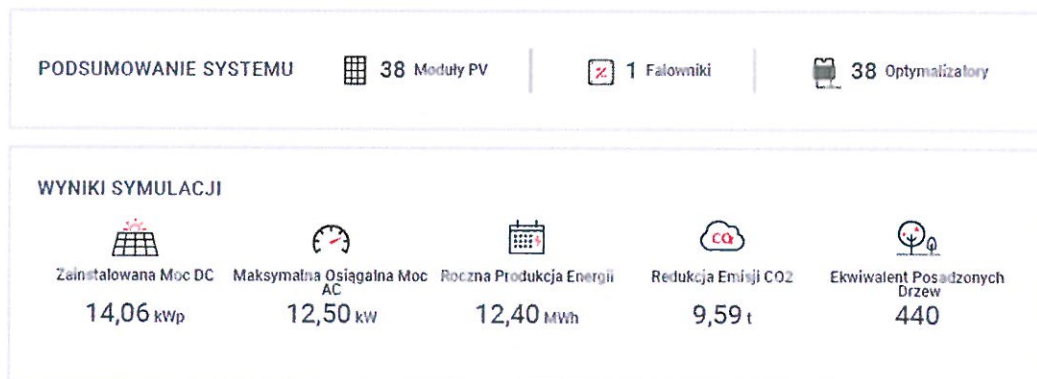 PODSUMOWANIE SYSTEMU 38 Moduły PV 1 Falowniki 38 Optymalizatory
WYNIKI SYMULACJI
CO₂
Zainstalowana Moc DC Maksymalna Osiągalna Moc AC Roczna Produkcja Energii Redukcja Emisji CO2 Ekwiwalent Posadzonych Drzew
14,06 kWp 12,50 kW 12,40 MWh 9,59 t 440